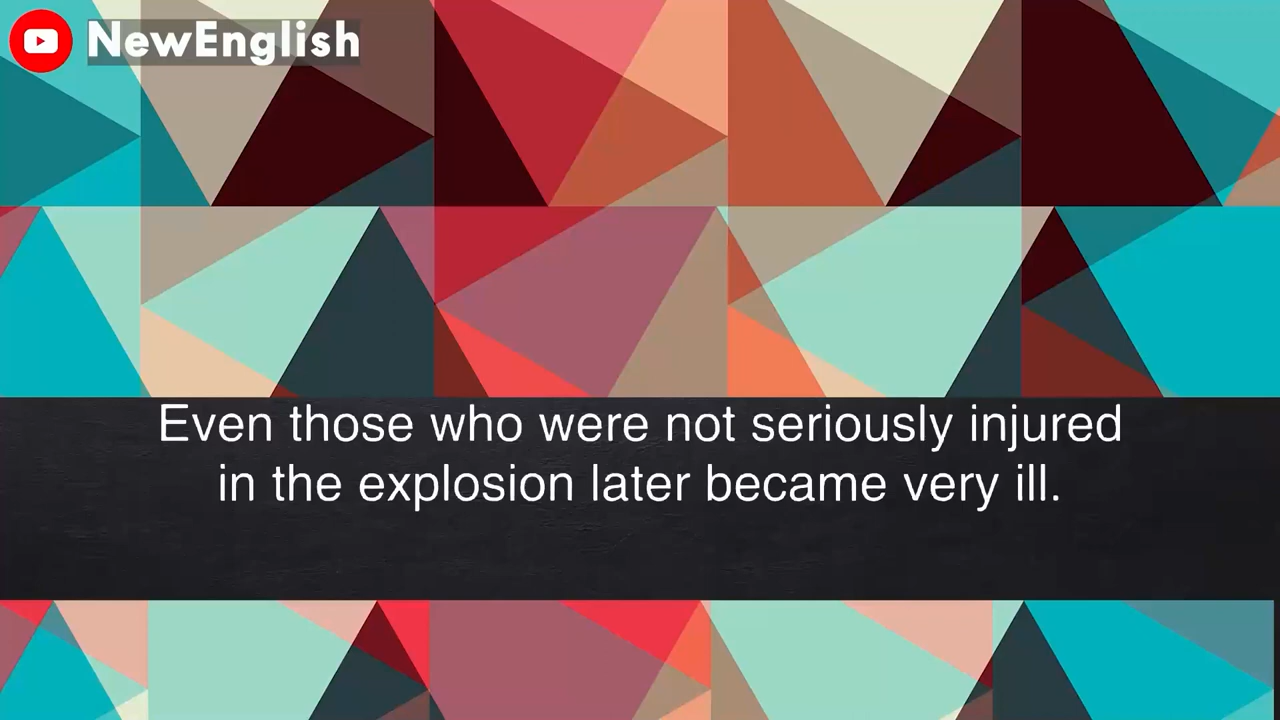 NewEnglish
Even those who were not seriously injured
in the explosion later became very ill.